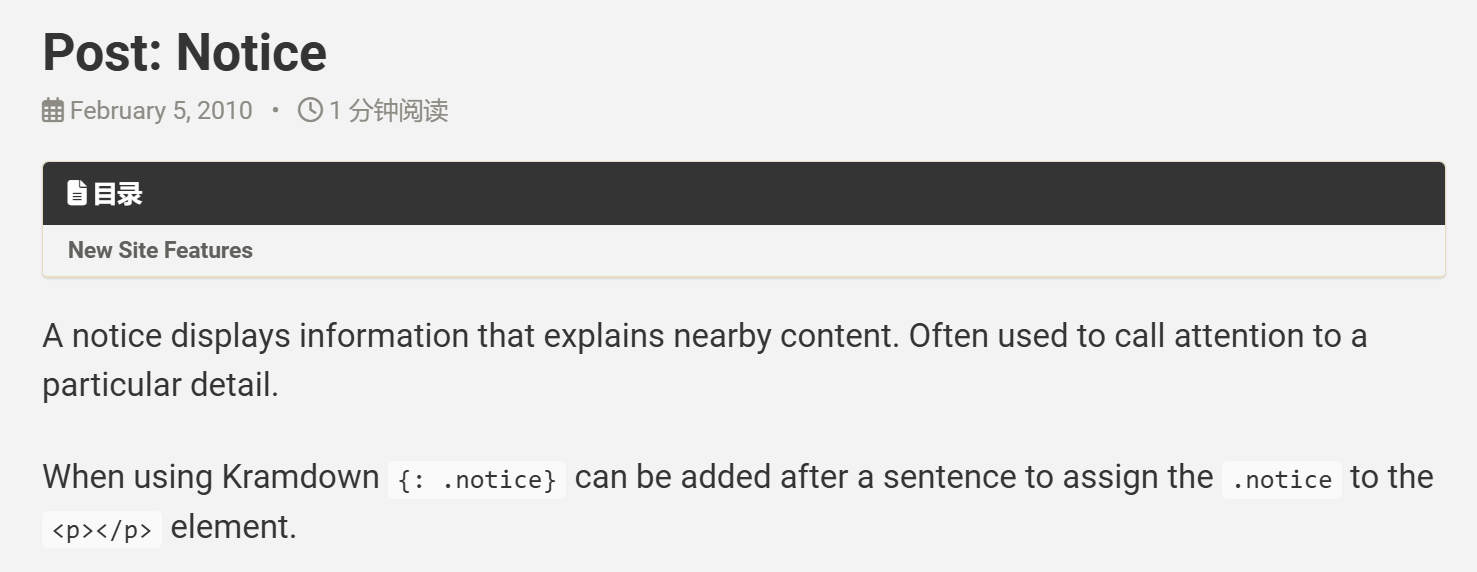 Post: Notice
February 5, 2010 • 1 分钟阅读
目录
New Site Features
A notice displays information that explains nearby content. Often used to call attention to a
particular detail.
When using Kramdown {: .notice} can be added after a sentence to assign the .notice to the
<p></p> element.